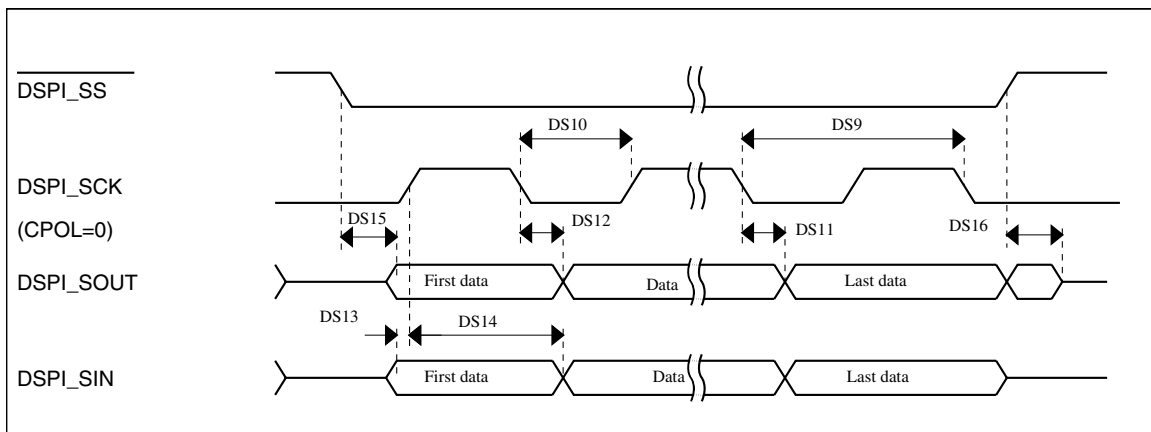 DSPI_SS
DS10
DS9
DSPI_SCK
(CPOL=0)
DS15
DS12
DS11
DS16
DSPI_SOUT
First data
Data
Last data
DS13
DS14
DSPI_SIN
First data
Data
Last data